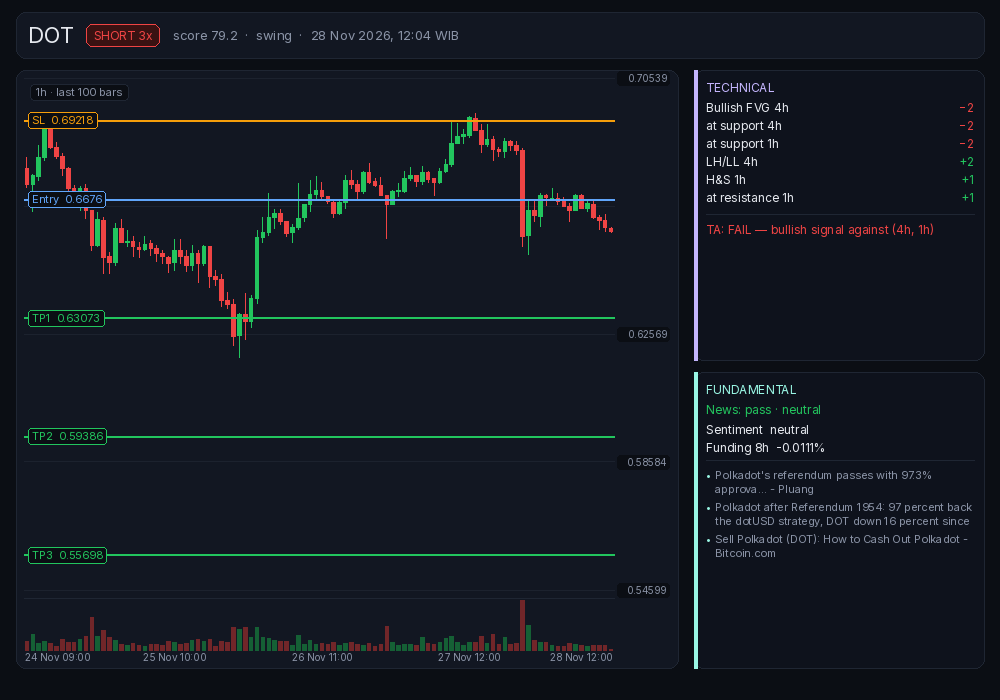 DOT SHORT 3x score 79.2 · swing · 28 Nov 2026, 12:04 WIB
1h · last 100 bars
0.70539
SL 0.69218
Entry 0.6676
TP1 0.63073
0.62569
TP2 0.59386
0.58584
TP3 0.55698
0.54599
24 Nov 09:00 25 Nov 10:00 26 Nov 11:00 27 Nov 12:00 28 Nov 12:00
TECHNICAL
Bullish FVG 4h −2
at support 4h −2
at support 1h −2
LH/LL 4h +2
H&S 1h +1
at resistance 1h +1
TA: FAIL — bullish signal against (4h, 1h)
FUNDAMENTAL
News: pass · neutral
Sentiment neutral
Funding 8h -0.0111%
• Polkadot's referendum passes with 97.3%
approva... - Pluang
• Polkadot after Referendum 1954: 97 percent back
the dotUSD strategy, DOT down 16 percent since
• Sell Polkadot (DOT): How to Cash Out Polkadot -
Bitcoin.com